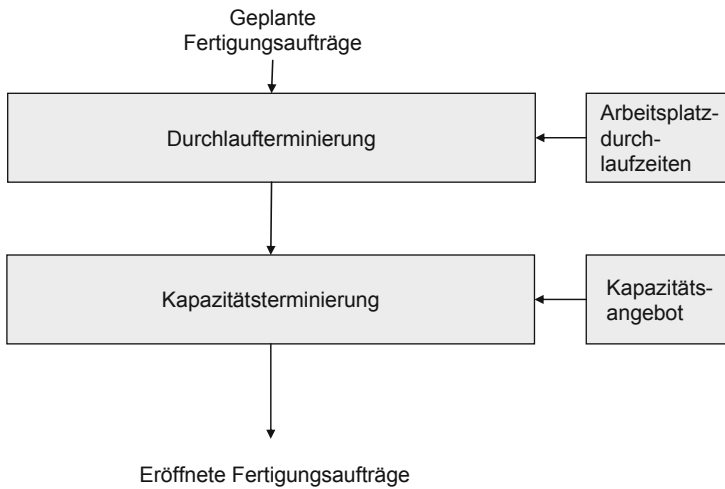 Geplante
Fertigungsaufträge
Durchlaufterminierung
Arbeitsplatz-
durch-
laufzeiten
Kapazitätsterminierung
Kapazitäts-
angebot
Eröffnete Fertigungsaufträge